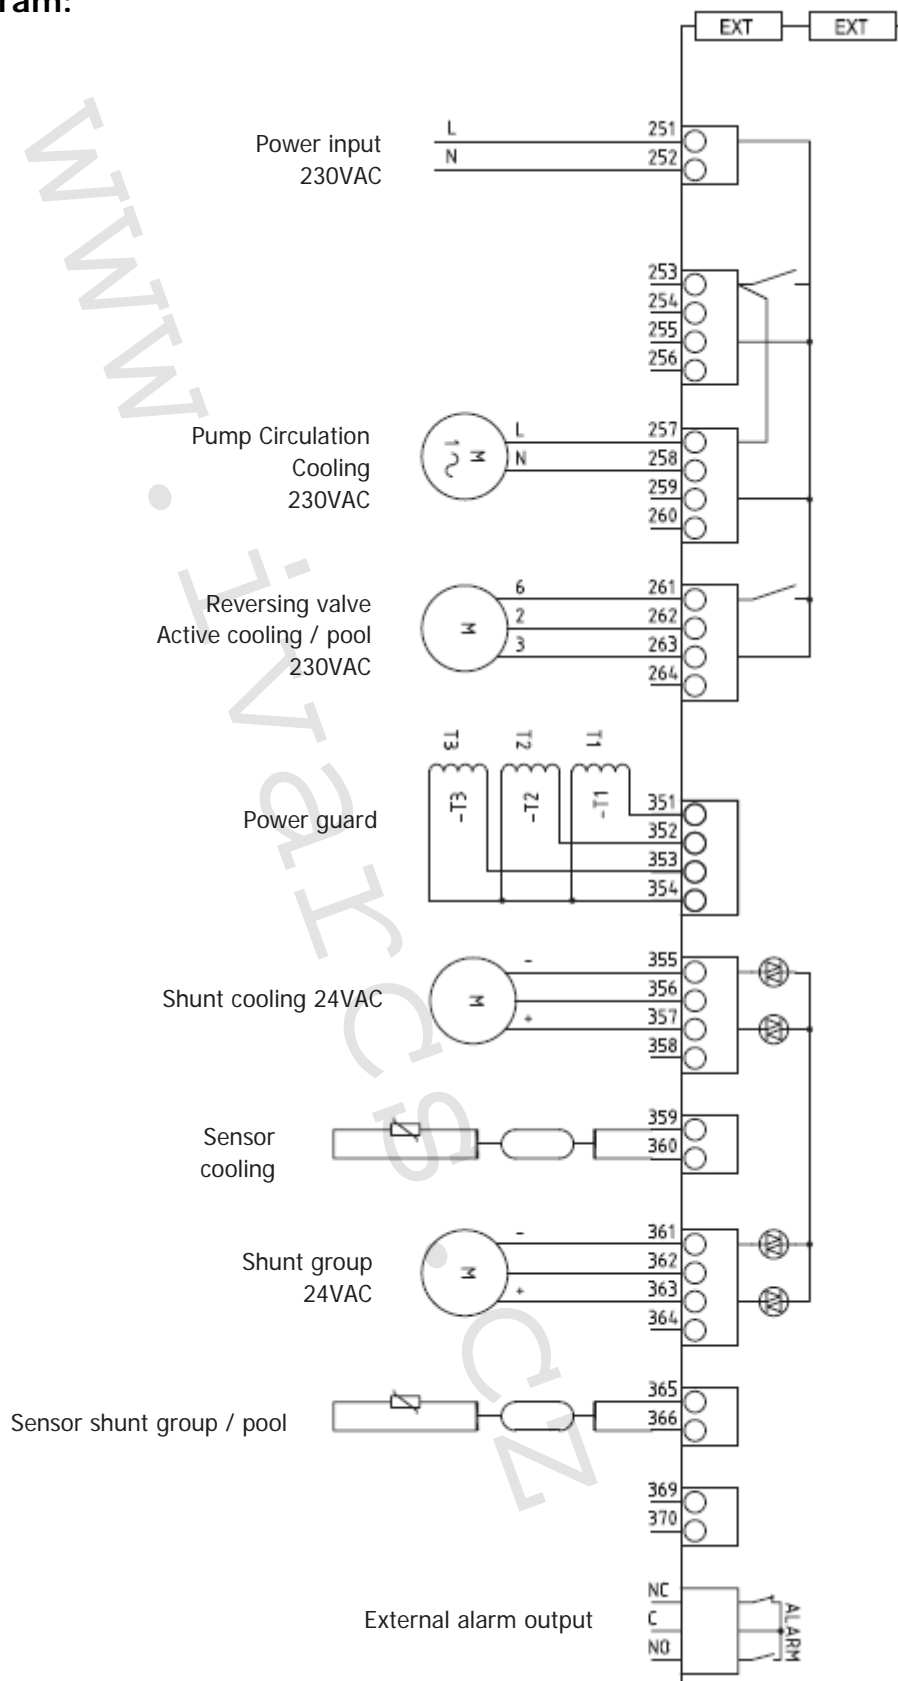 ram:
EXT EXT
Power input
230VAC
L 251
N 252
253
254
255
256
Pump Circulation
Cooling
230VAC
L 257
N 258
M
1
259
260
Reversing valve
Active cooling / pool
230VAC
6 261
2 262
3 263
M
264
T3 T2 T1
-T3 -T2 -T1
Power guard
351
352
353
354
Shunt cooling 24VAC
- 355
356
+ 357
M
358
Sensor
cooling
359
360
Shunt group
24VAC
- 361
362
+ 363
M
364
Sensor shunt group / pool
365
366
369
370
External alarm output
NC
C
NO
ALARM
www.ivarcs.cz